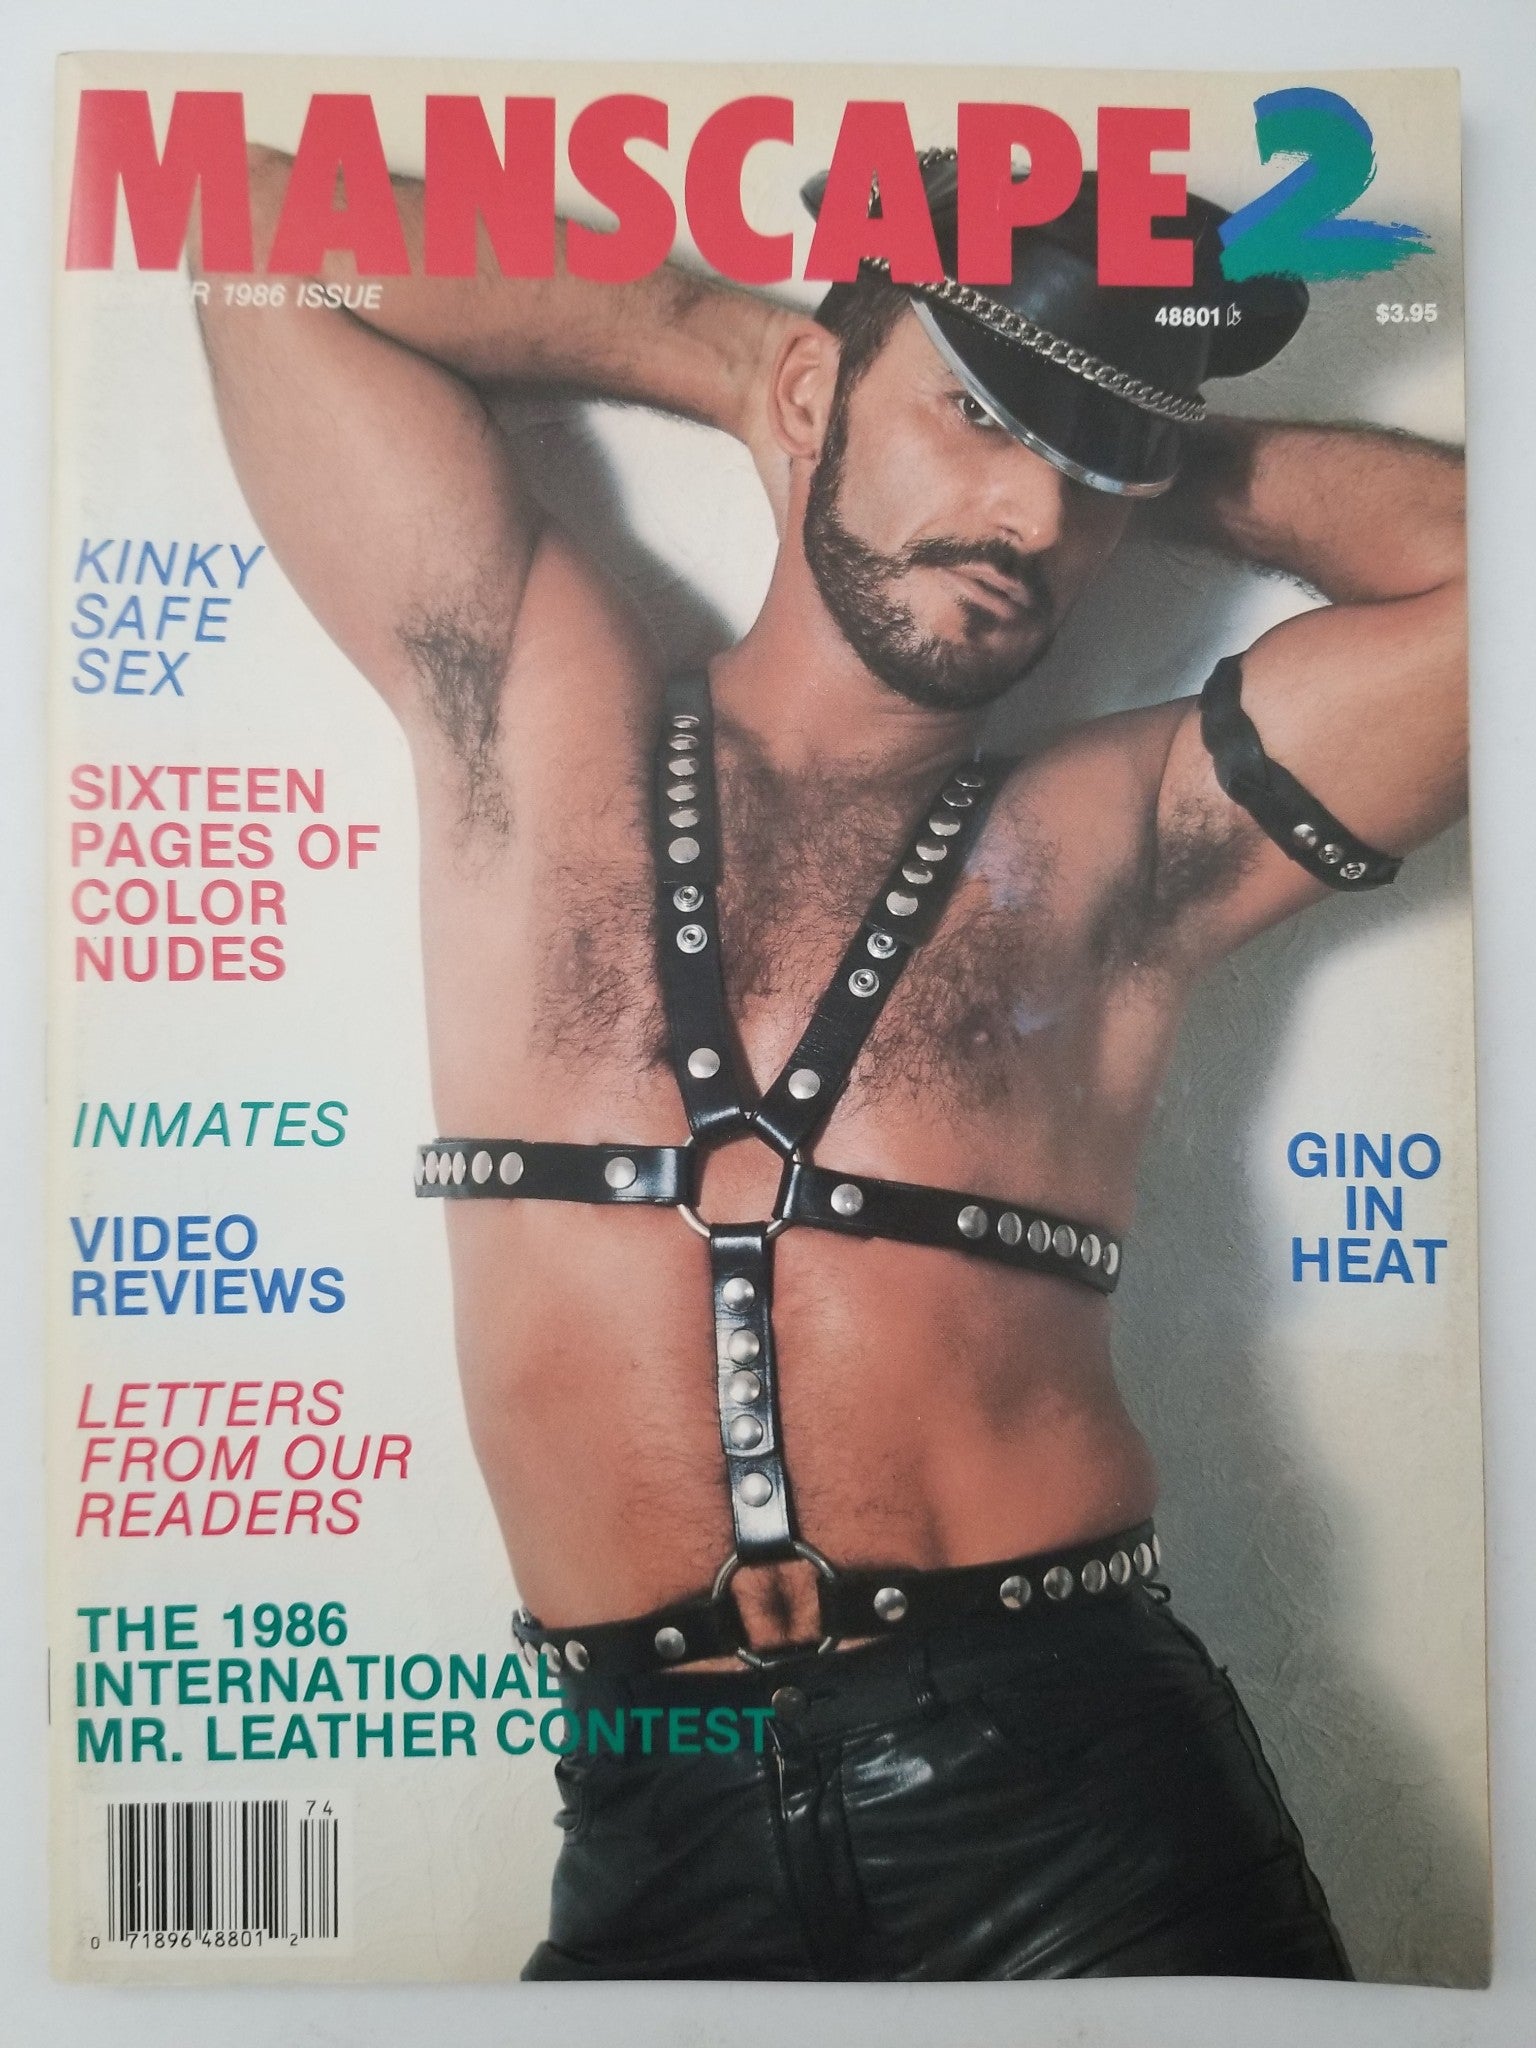 MANSCAPE 2
1986 ISSUE
48801
$3.95
KINKY
SAFE
SEX
SIXTEEN
PAGES OF
COLOR
NUDES
INMATES
VIDEO
REVIEWS
LETTERS
FROM OUR
READERS
THE 1986
INTERNATIONAL
MR. LEATHER CONTEST
GINO
IN
HEAT
74
0 71896 48801 2